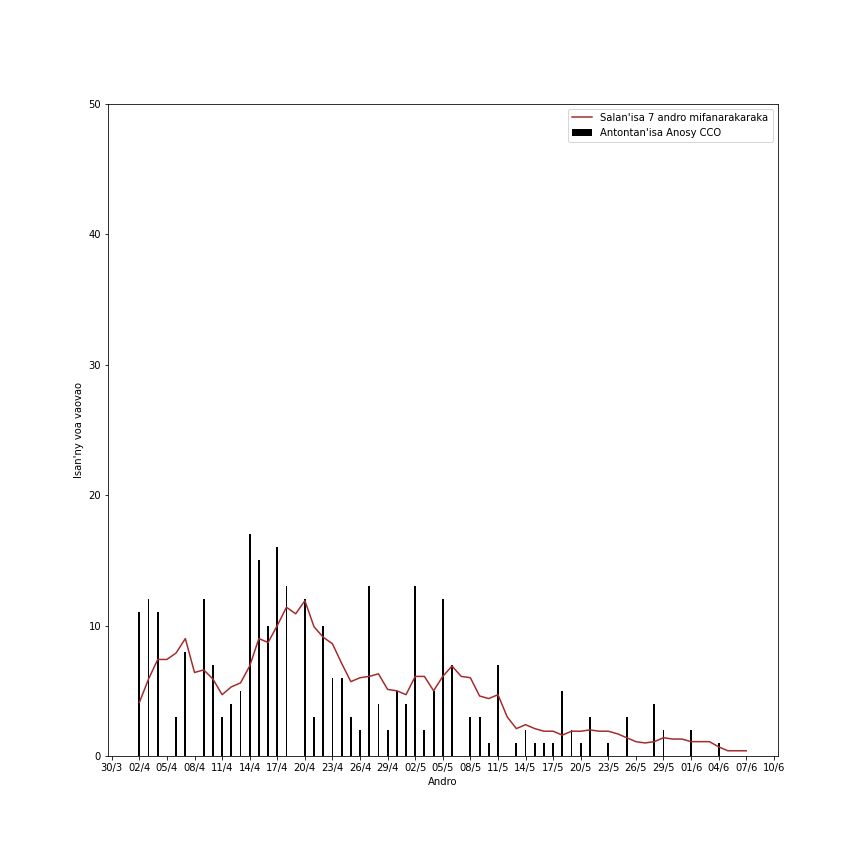 50
40
30
20
10
0
Isan'ny voa vaovao
Salan'isa 7 andro mifanarakaraka
Antontan'isa Anosy CCO
30/3 02/4 05/4 08/4 11/4 14/4 17/4 20/4 23/4 26/4 29/4 02/5 05/5 08/5 11/5 14/5 17/5 20/5 23/5 26/5 29/5 01/6 04/6 07/6 10/6
Andro